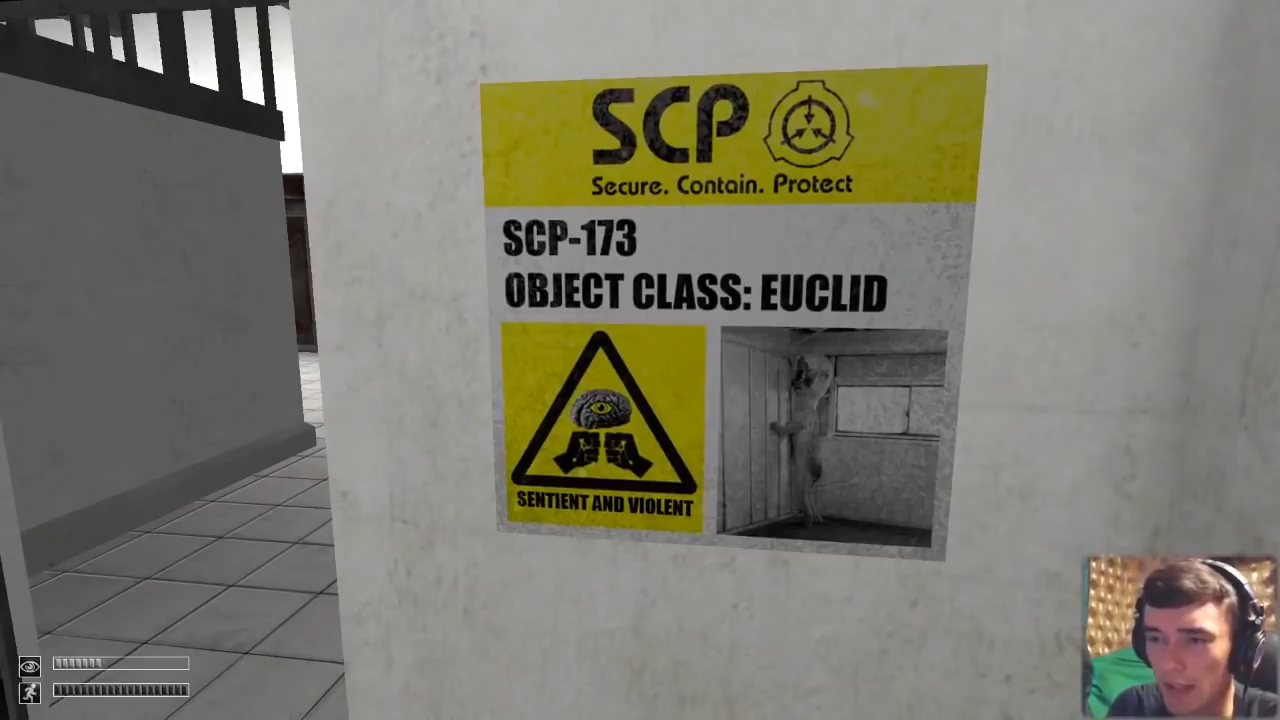 SCP
Secure. Contain. Protect
SCP-173
OBJECT CLASS: EUCLID
SENTIENT AND VIOLENT